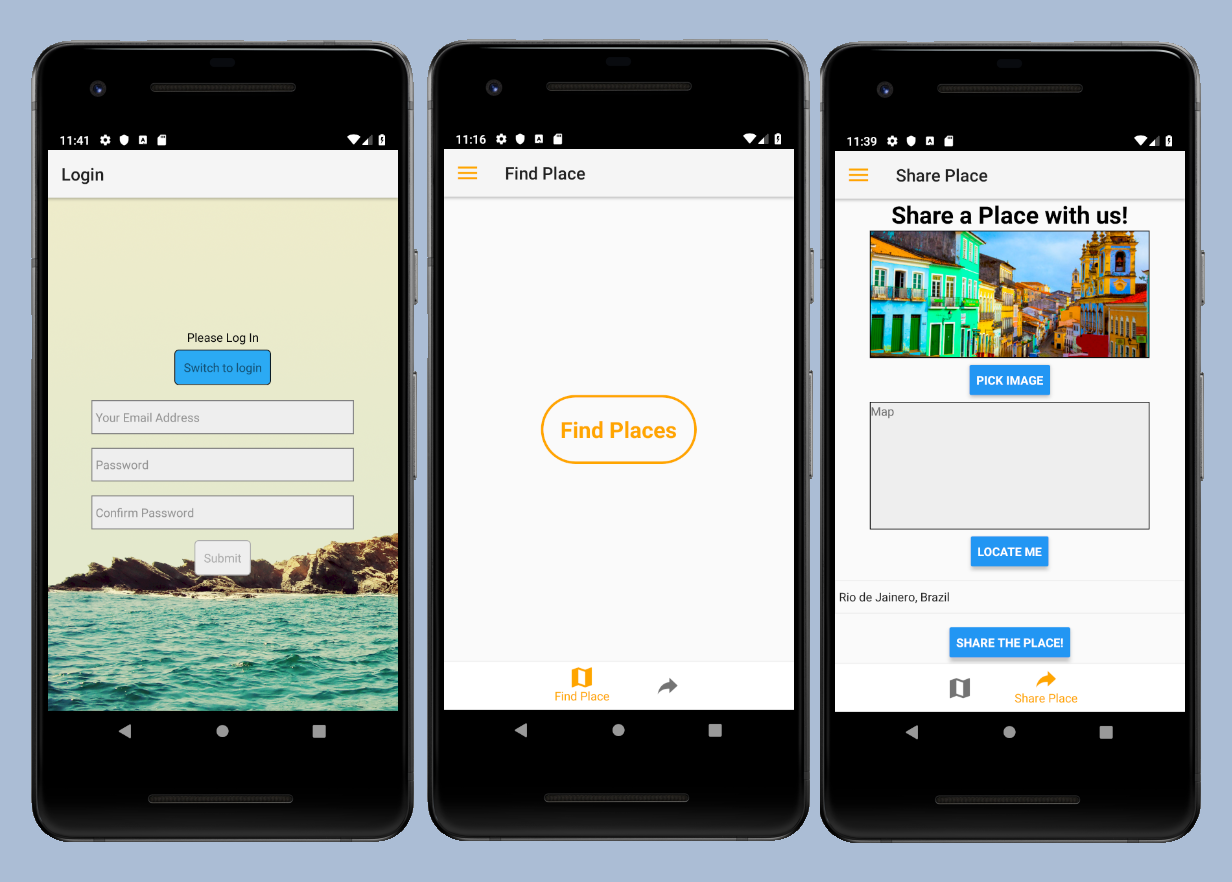 11:41
Login
Please Log In
Switch to login
Your Email Address
Password
Confirm Password
Submit
11:16
Find Place
Find Places
Find Place
11:39
Share Place
Share a Place with us!
PICK IMAGE
Map
LOCATE ME
Rio de Jainero, Brazil
SHARE THE PLACE!
Share Place